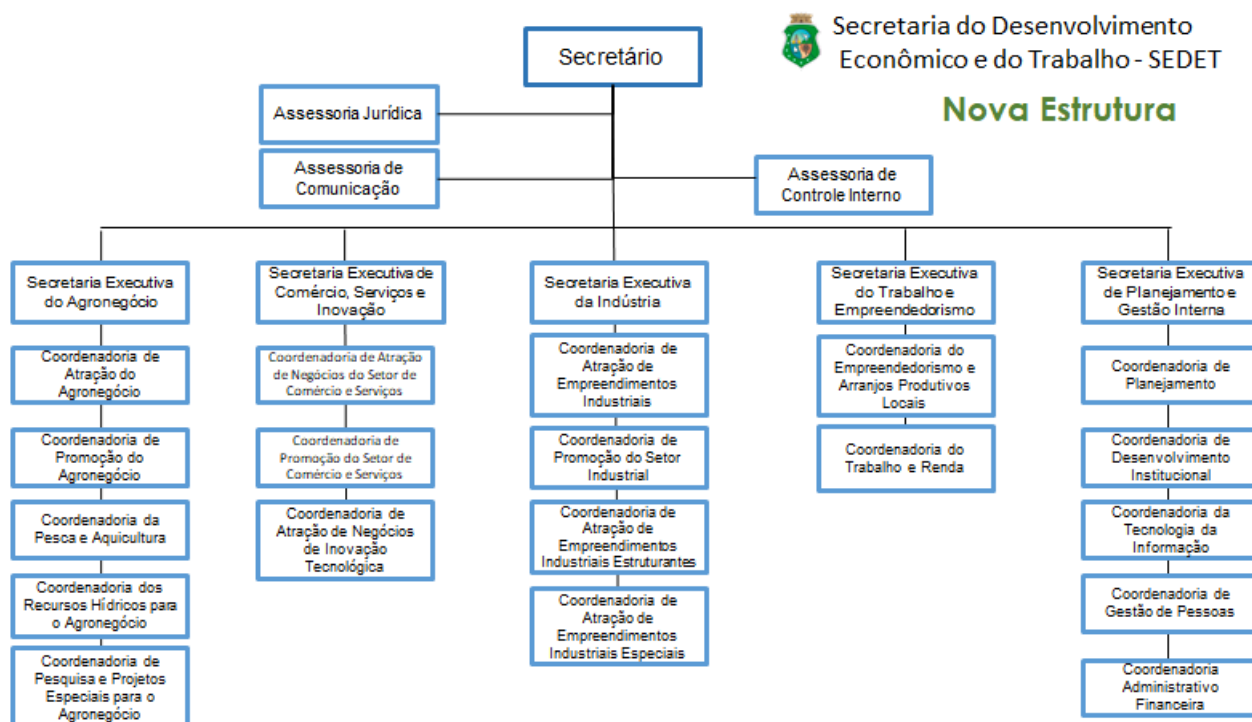 Secretaria do Desenvolvimento
Econômico e do Trabalho - SEDET
Nova Estrutura
Secretário
Assessoria Jurídica
Assessoria de
Comunicação
Assessoria de
Controle Interno
Secretaria Executiva
do Agronegócio
Coordenadoria de
Atração do
Agronegócio
Coordenadoria de
Promoção do
Agronegócio
Coordenadoria da
Pesca e Aquicultura
Coordenadoria dos
Recursos Hídricos para
o Agronegócio
Coordenadoria de
Pesquisa e Projetos
Especiais para o
Agronegócio
Secretaria Executiva de
Comércio, Serviços e
Inovação
Coordenadoria de Atração
de Negócios do Setor de
Comércio e Serviços
Coordenadoria de
Promoção do Setor de
Comércio e Serviços
Coordenadoria de
Atração de Negócios
de Inovação
Tecnológica
Secretaria Executiva
da Indústria
Coordenadoria de
Atração de
Empreendimentos
Industriais
Coordenadoria de
Promoção do Setor
Industrial
Coordenadoria de
Atração de
Empreendimentos
Industriais Estruturantes
Coordenadoria de
Atração de
Empreendimentos
Industriais Especiais
Secretaria Executiva
do Trabalho e
Empreendedorismo
Coordenadoria do
Empreendedorismo e
Arranjos Produtivos
Locais
Coordenadoria do
Trabalho e Renda
Secretaria Executiva
de Planejamento e
Gestão Interna
Coordenadoria de
Planejamento
Coordenadoria de
Desenvolvimento
Institucional
Coordenadoria da
Tecnologia da
Informação
Coordenadoria de
Gestão de Pessoas
Coordenadoria
Administrativo
Financeira